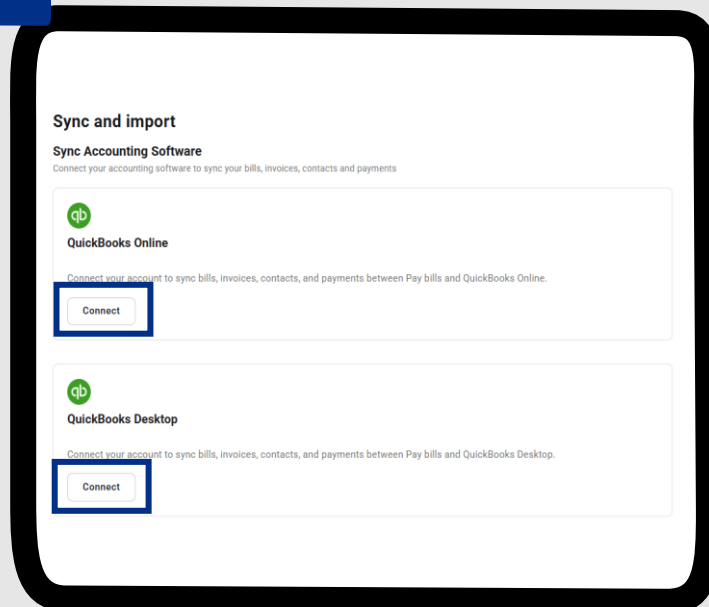 Sync and import
Sync Accounting Software
Connect your accounting software to sync your bills, invoices, contacts and payments
qb
QuickBooks Online
Connect your account to sync bills, invoices, contacts, and payments between Pay bills and QuickBooks Online.
Connect
qb
QuickBooks Desktop
Connect your account to sync bills, invoices, contacts, and payments between Pay bills and QuickBooks Desktop.
Connect